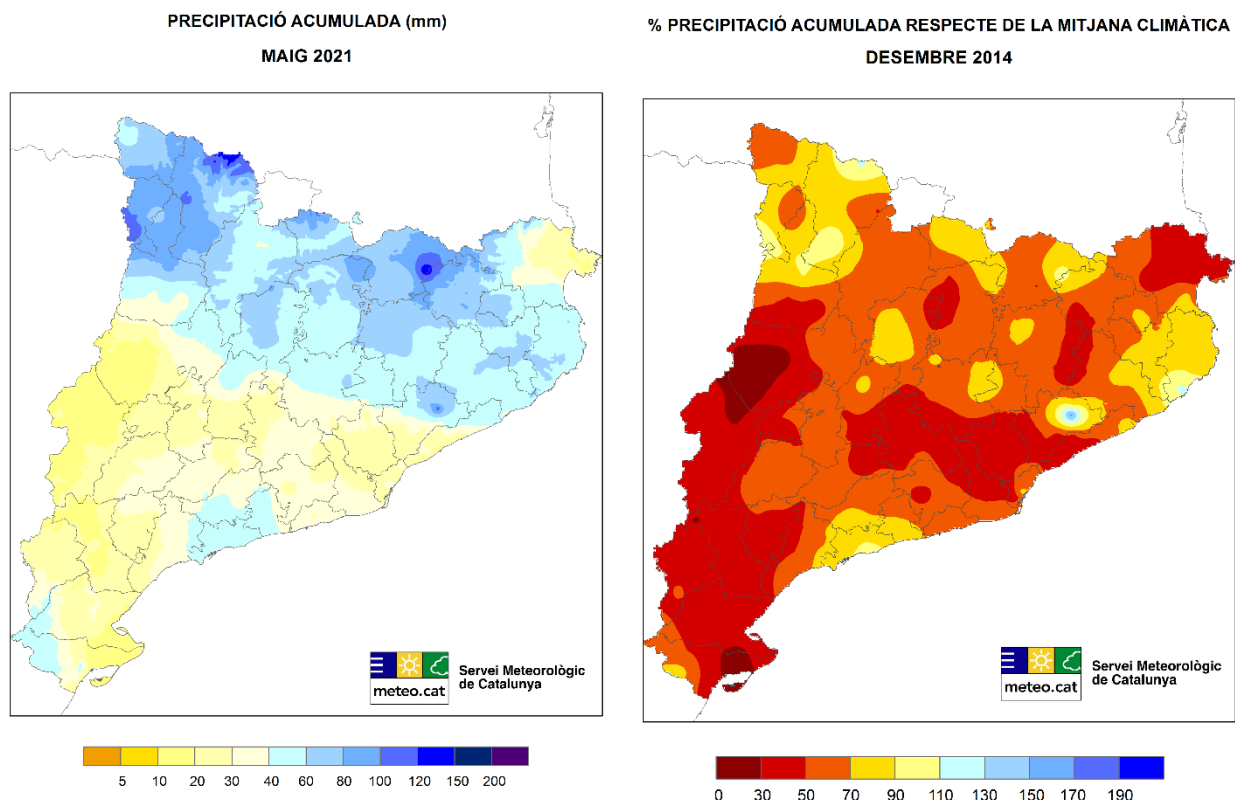 PRECIPITACIÓ ACUMULADA (mm)
MAIG 2021
Servei Meteorològic
de Catalunya
meteo.cat
5 10 20 30 40 60 80 100 120 150 200
% PRECIPITACIÓ ACUMULADA RESPECTE DE LA MITJANA CLIMÀTICA
DESEMBRE 2014
Servei Meteorològic
de Catalunya
meteo.cat
0 30 50 70 90 110 130 150 170 190